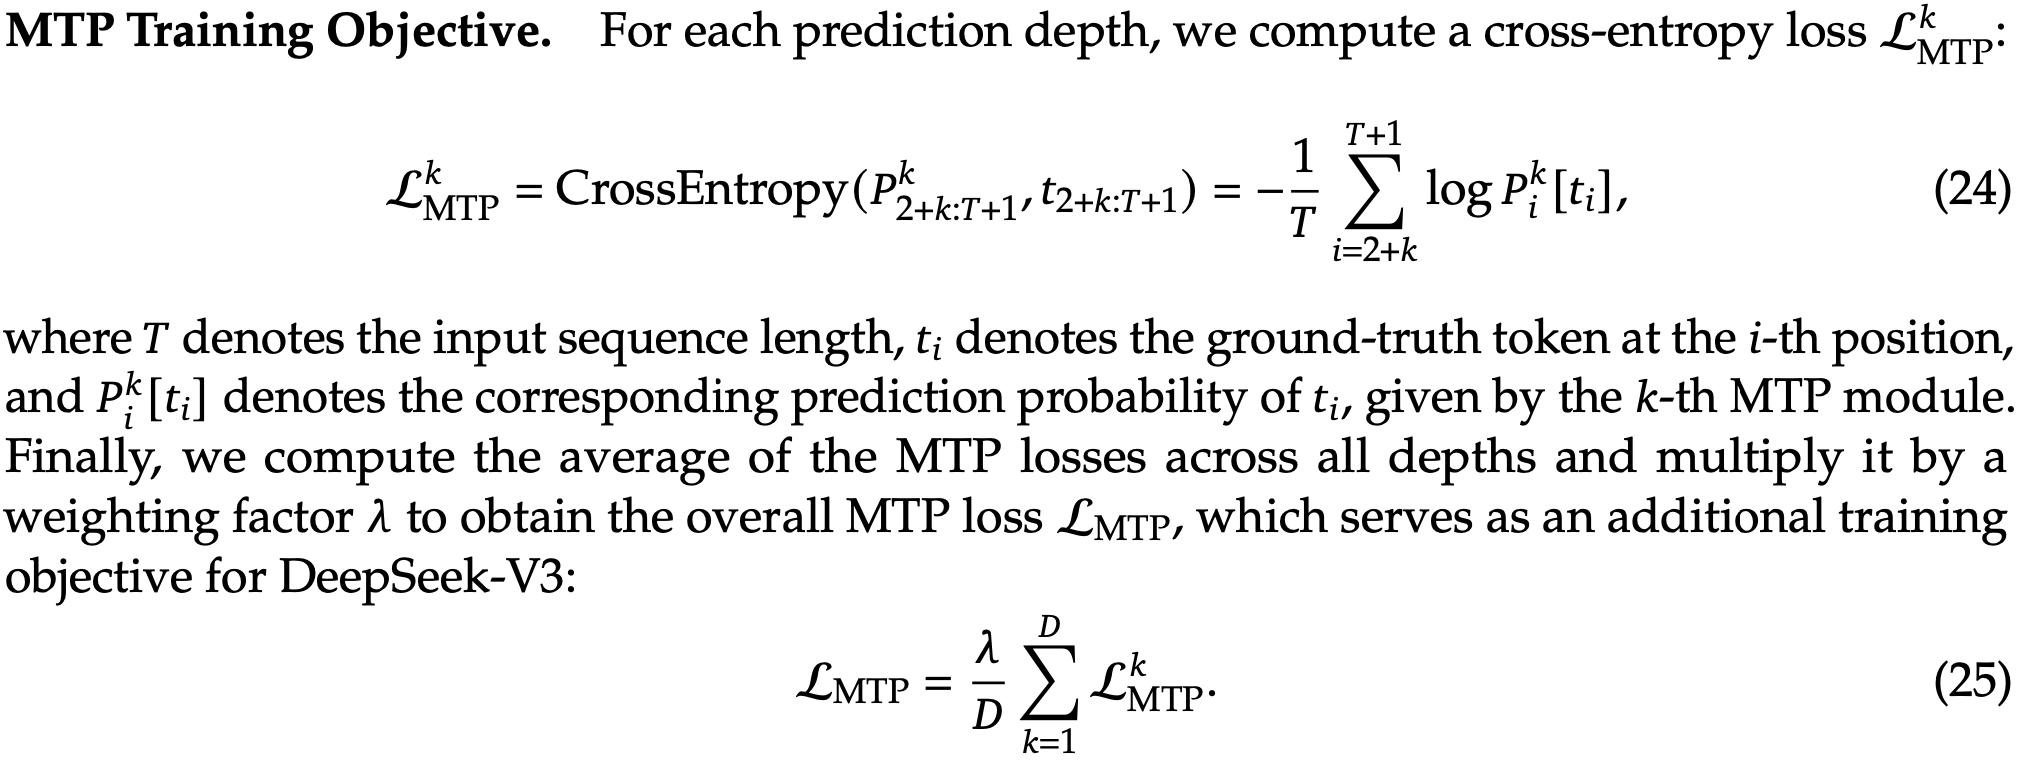 MTP Training Objective. For each prediction depth, we compute a cross-entropy loss $\mathcal{L}_{\text{MTP}}^{k}$:
$\mathcal{L}_{\text{MTP}}^{k} = \text{CrossEntropy}(P_{2+k:T+1}^{k}, t_{2+k:T+1}) = -\frac{1}{T} \sum_{i=2+k}^{T+1} \log P_i^k[t_i],$ (24)
where $T$ denotes the input sequence length, $t_i$ denotes the ground-truth token at the $i$-th position,
and $P_i^k[t_i]$ denotes the corresponding prediction probability of $t_i$, given by the $k$-th MTP module.
Finally, we compute the average of the MTP losses across all depths and multiply it by a
weighting factor $\lambda$ to obtain the overall MTP loss $\mathcal{L}_{\text{MTP}}$, which serves as an additional training
objective for DeepSeek-V3:
$\mathcal{L}_{\text{MTP}} = \frac{\lambda}{D} \sum_{k=1}^{D} \mathcal{L}_{\text{MTP}}^{k}.$ (25)